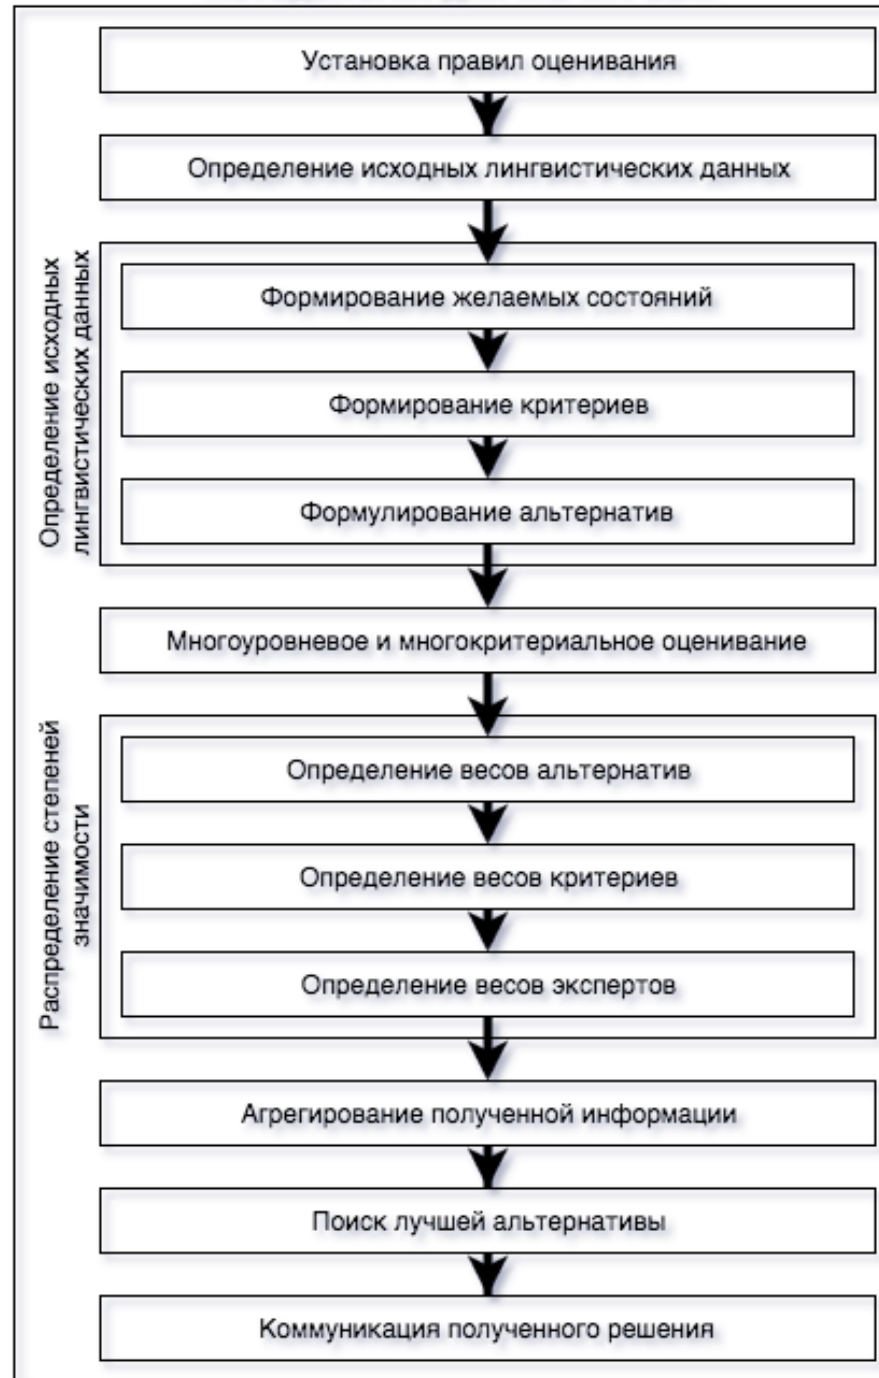 Установка правил оценивания
Определение исходных лингвистических данных
Определение исходных
лингвистических данных
Формирование желаемых состояний
Формирование критериев
Формулирование альтернатив
Многоуровневое и многокритериальное оценивание
Распределение степеней
значимости
Определение весов альтернатив
Определение весов критериев
Определение весов экспертов
Агрегирование полученной информации
Поиск лучшей альтернативы
Коммуникация полученного решения